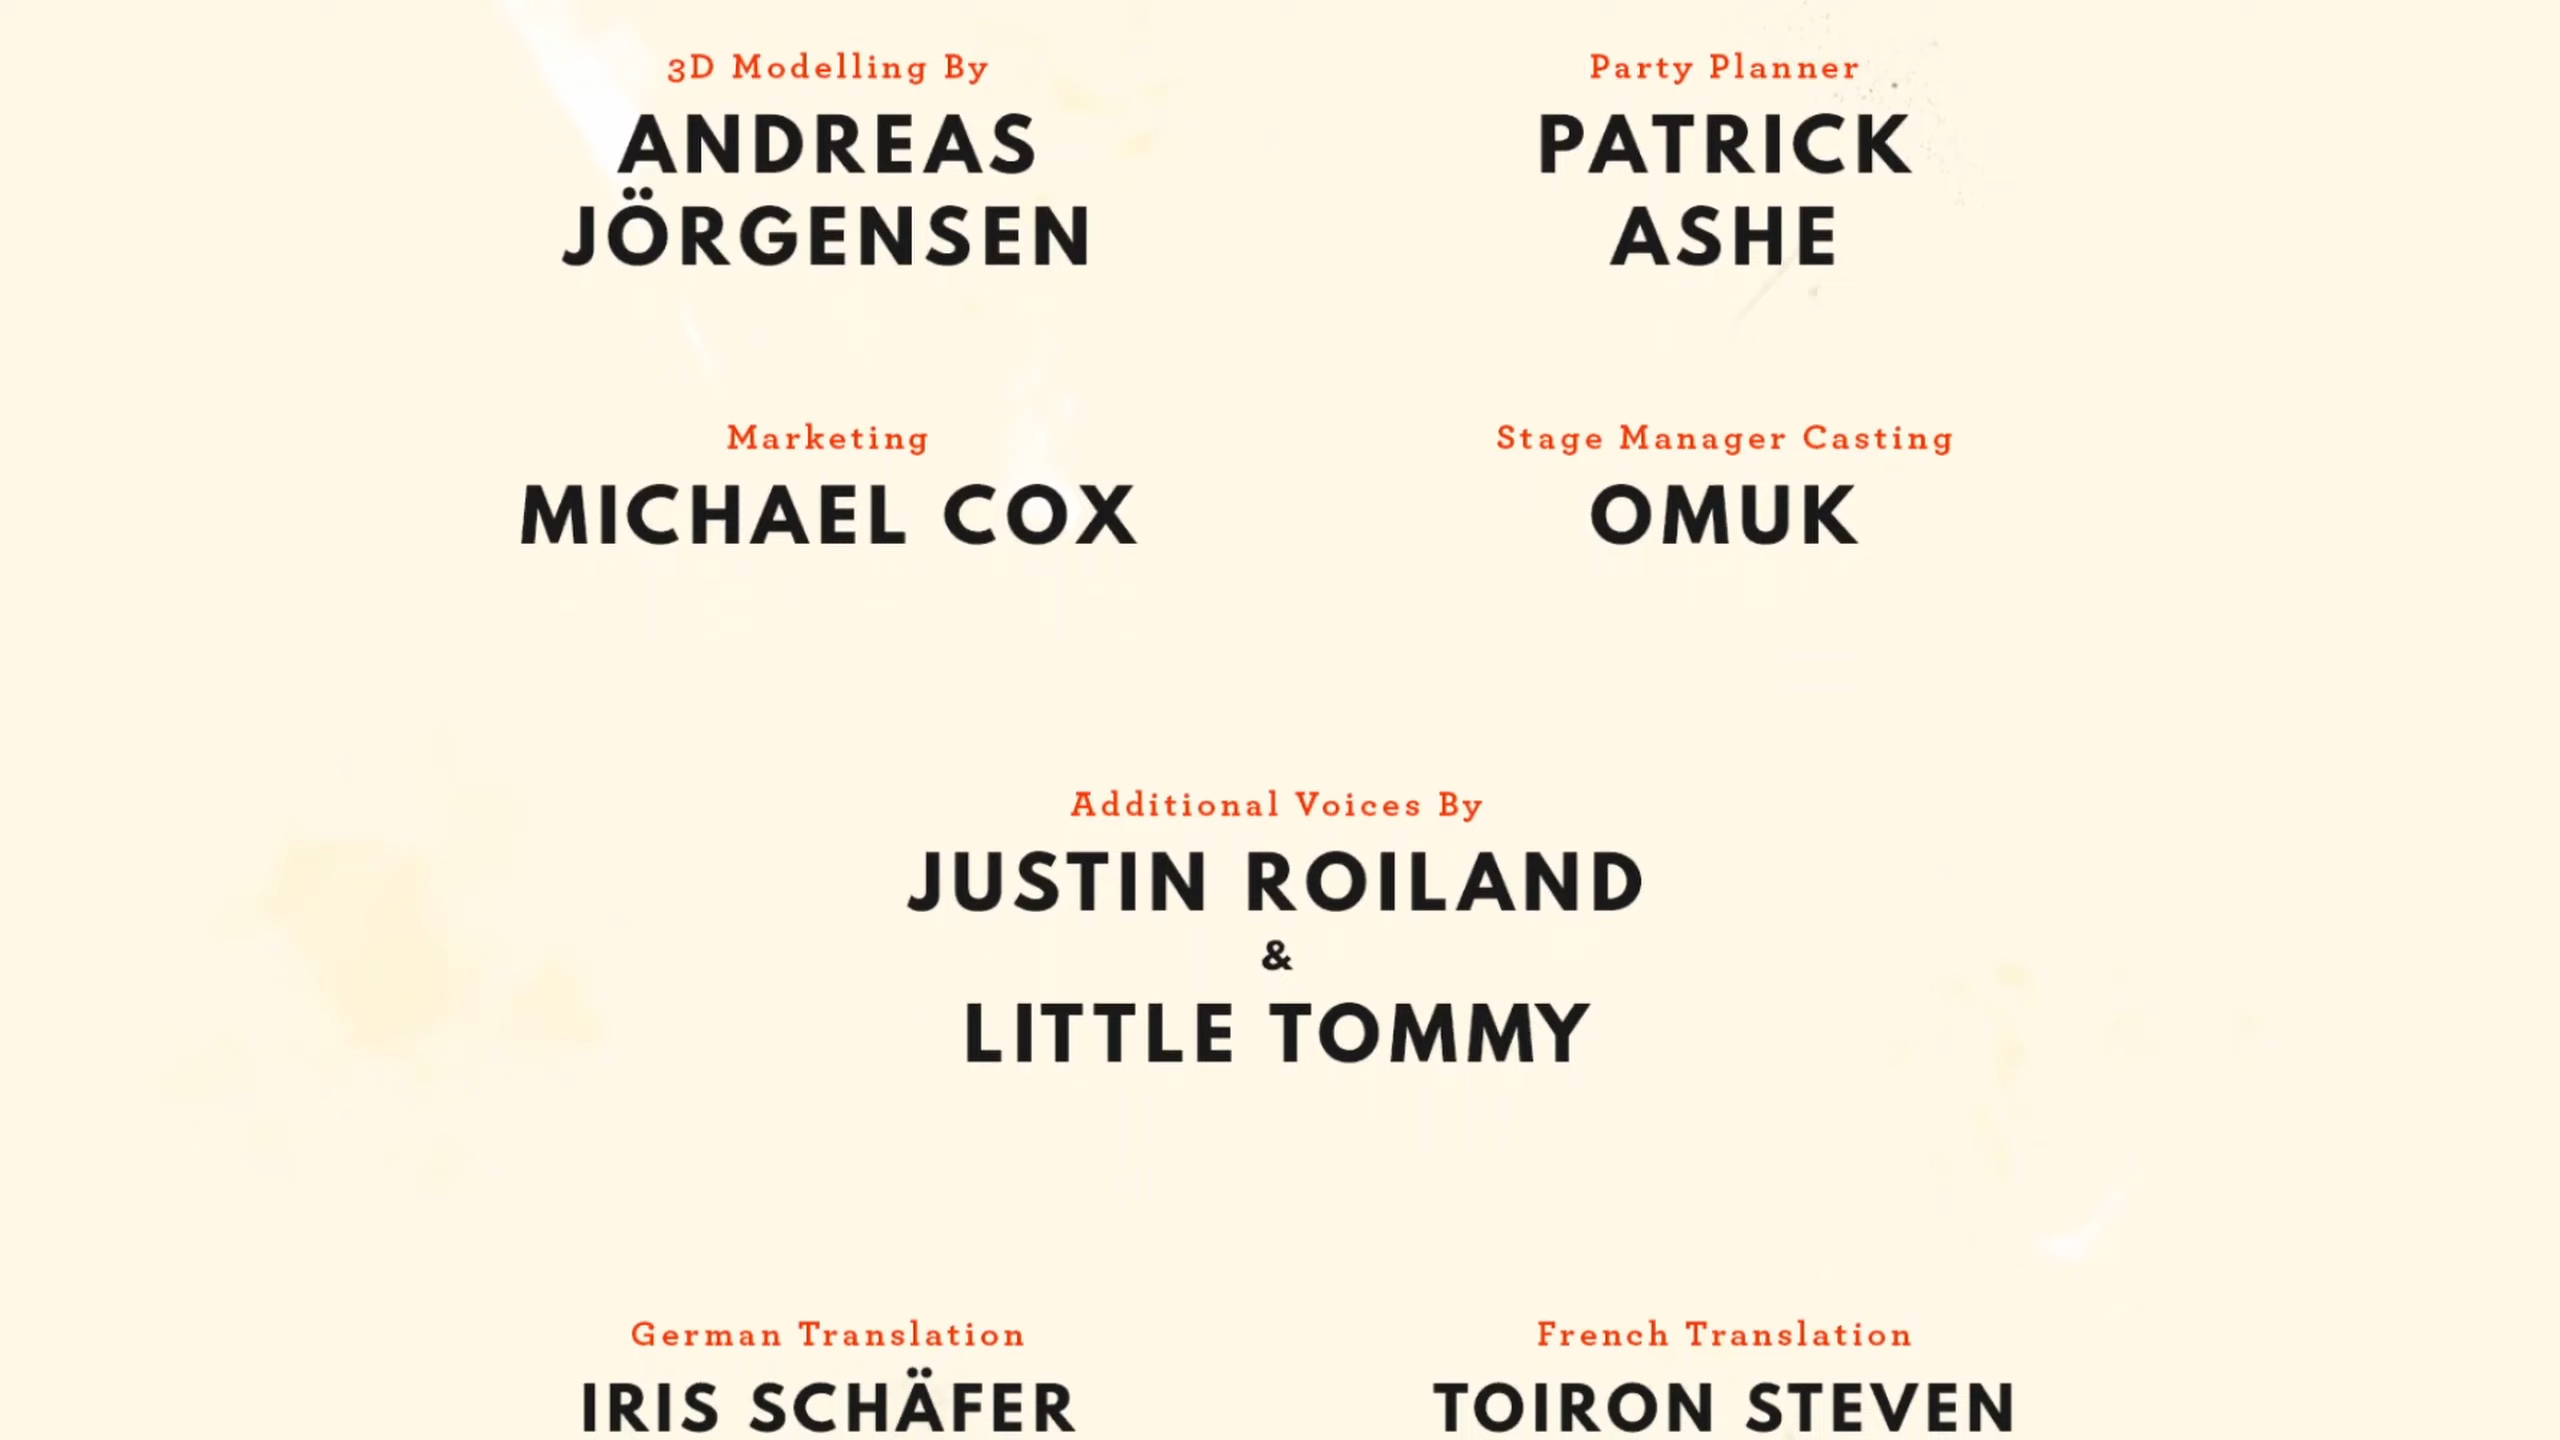 3D Modelling By
ANDREAS
JÖRGENSEN
Party Planner
PATRICK
ASHE
Marketing
MICHAEL COX
Stage Manager Casting
OMUK
Additional Voices By
JUSTIN ROILAND
&
LITTLE TOMMY
German Translation
IRIS SCHÄFER
French Translation
TOIRON STEVEN